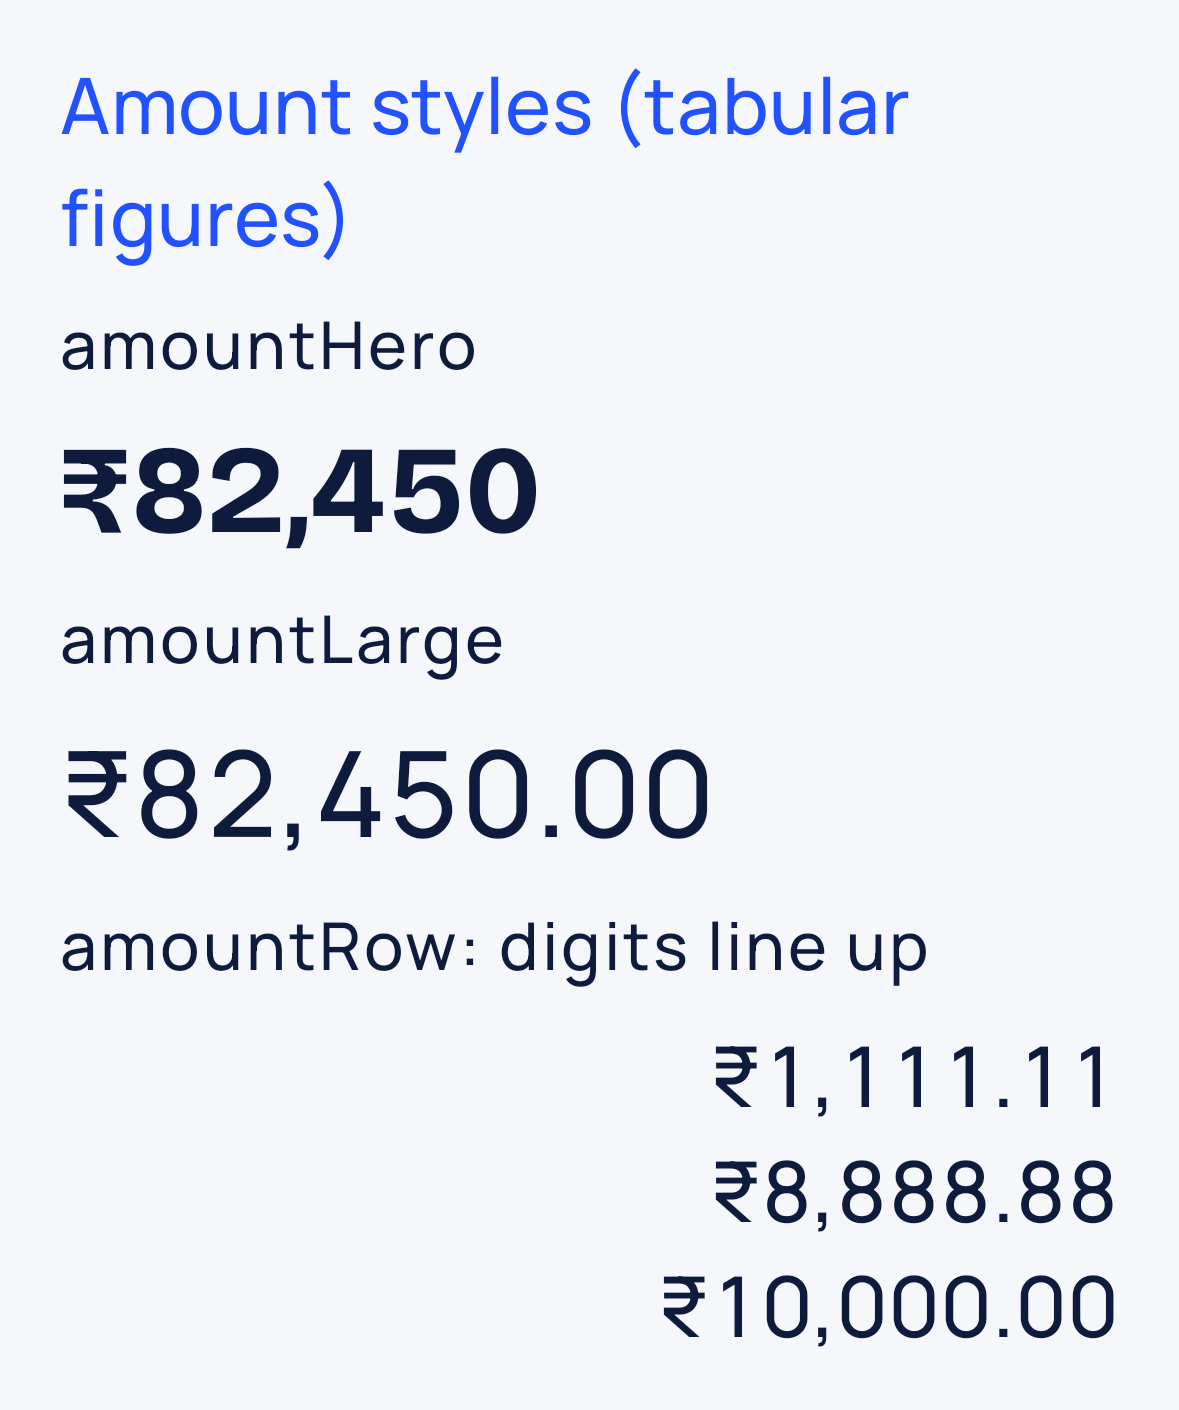 Amount styles (tabular
figures)
amountHero
₹82,450
amountLarge
₹82,450.00
amountRow: digits line up
₹1,111.11
₹8,888.88
₹10,000.00